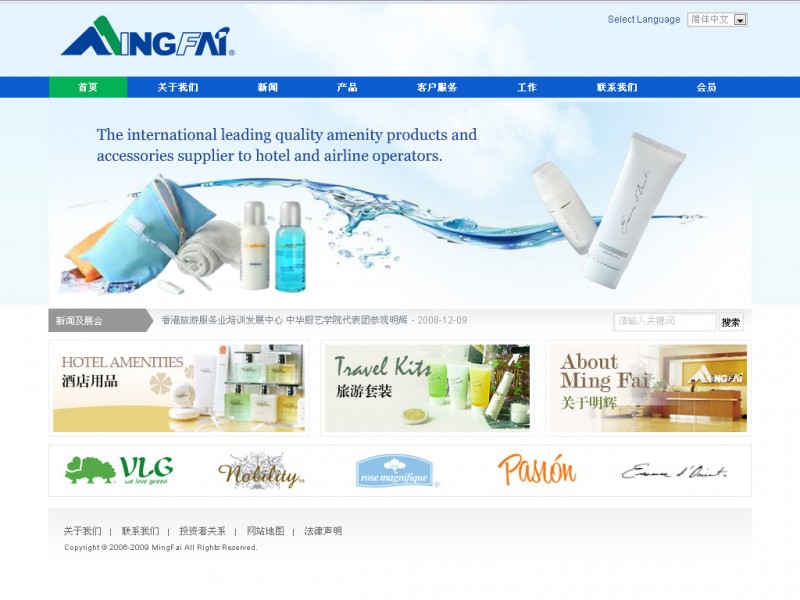 MINGFAI®
Select Language 简体中文
首页 关于我们 新闻 产品 客户服务 工作 联系我们 会员
The international leading quality amenity products and
accessories supplier to hotel and airline operators.
新闻及展会 香港旅游服务业培训发展中心 中华厨艺学院代表团参观明辉 - 2008-12-09 请输入关键词 搜索
HOTEL AMENITIES
酒店用品
Travel Kits
旅游套装
About
Ming Fai
关于明辉
MINGFAI
VLG
we love green
Nobility™
rose magnifique®
Pasión
关于我们 | 联系我们 | 投资者关系 | 网站地图 | 法律声明
Copyright © 2006-2009 MingFai All Rights Reserved.